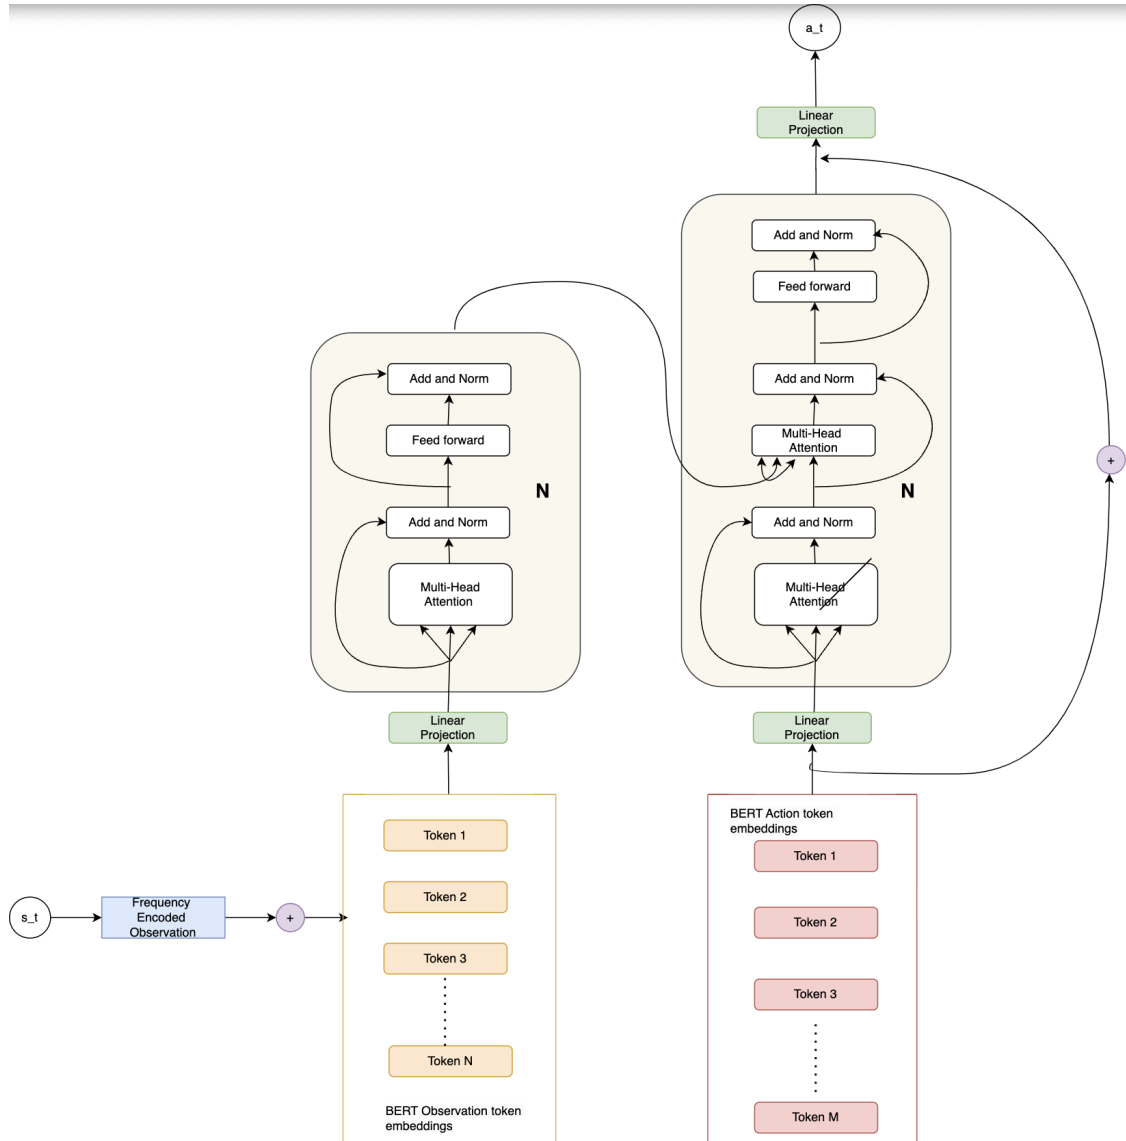 a_t
Linear
Projection
Add and Norm
Feed forward
Add and Norm
Multi-Head
Attention
N
Add and Norm
Multi-Head
Attention
Linear
Projection
+
Add and Norm
Feed forward
N
Add and Norm
Multi-Head
Attention
Linear
Projection
s_t
Frequency
Encoded
Observation
+
Token 1
Token 2
Token 3
Token N
BERT Observation token
embeddings
BERT Action token
embeddings
Token 1
Token 2
Token 3
Token M